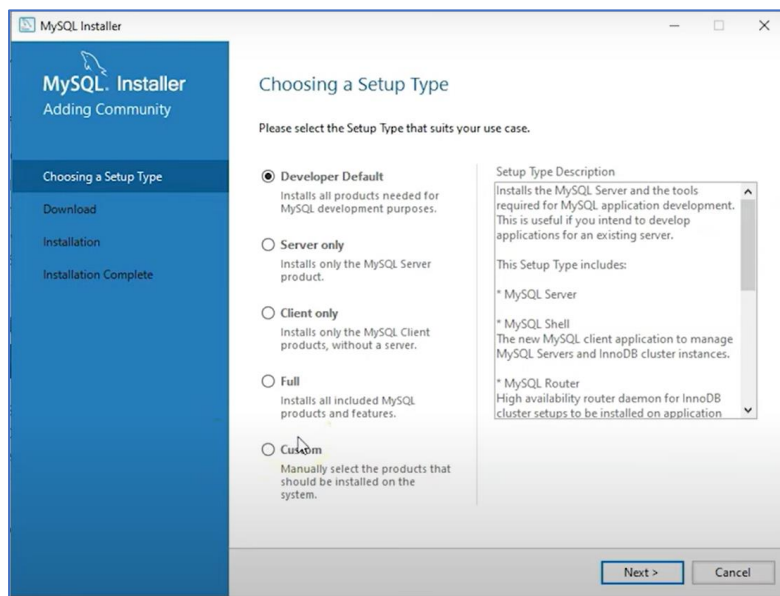 MySQL Installer
MySQL. Installer
Adding Community
Choosing a Setup Type
Download
Installation
Installation Complete
Choosing a Setup Type
Please select the Setup Type that suits your use case.
Developer Default
Installs all products needed for
MySQL development purposes.
Server only
Installs only the MySQL Server
product.
Client only
Installs only the MySQL Client
products, without a server.
Full
Installs all included MySQL
products and features.
Custom
Manually select the products that
should be installed on the
system.
Setup Type Description
Installs the MySQL Server and the tools
required for MySQL application development.
This is useful if you intend to develop
applications for an existing server.
This Setup Type includes:
* MySQL Server
* MySQL Shell
The new MySQL client application to manage
MySQL Servers and InnoDB cluster instances.
* MySQL Router
High availability router daemon for InnoDB
cluster setups to be installed on application
Next >
Cancel